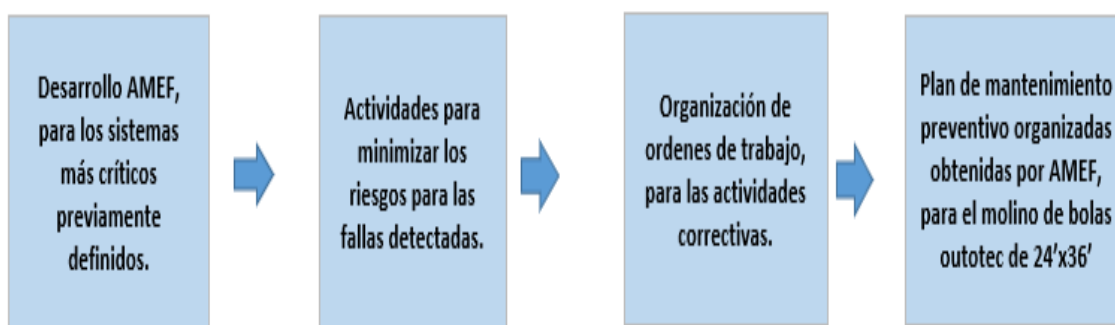 Desarrollo AMEF,
para los sistemas
más críticos
previamente
definidos.
Actividades para
minimizar los
riesgos para las
fallas detectadas.
Organización de
ordenes de trabajo,
para las actividades
correctivas.
Plan de mantenimiento
preventivo organizadas
obtenidas por AMEF,
para el molino de bolas
outotec de 24’x36’